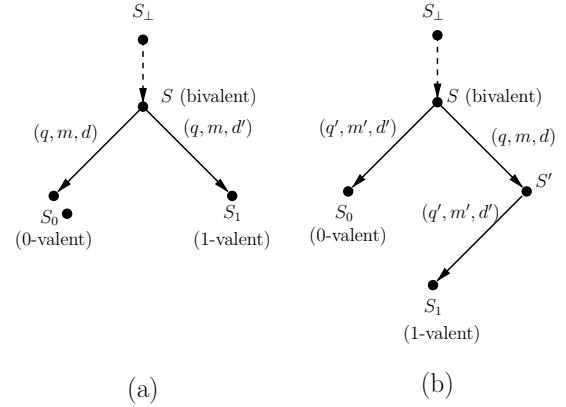 S⊥
S (bivalent)
(q, m, d)
(q, m, d′)
S0
(0-valent)
S1
(1-valent)
(a)
S⊥
S (bivalent)
(q′, m′, d′)
(q, m, d)
S0
(0-valent)
S′
(q′, m′, d′)
S1
(1-valent)
(b)